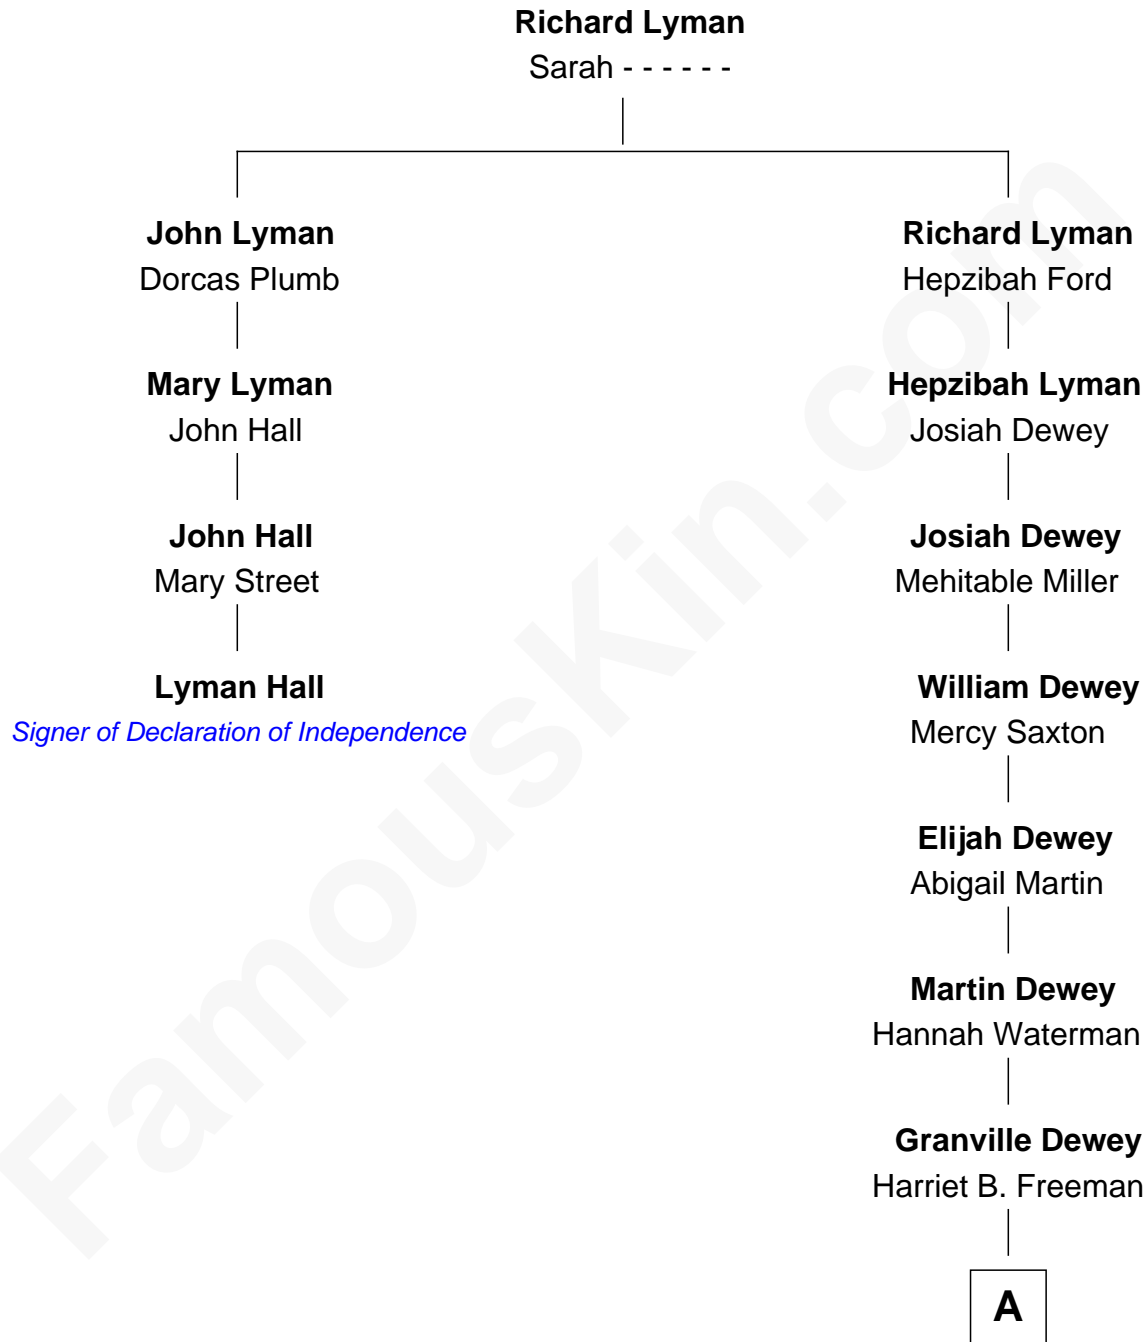 Richard Lyman
Sarah - - - - - -
John Lyman
Dorcas Plumb
Mary Lyman
John Hall
John Hall
Mary Street
Lyman Hall
Signer of Declaration of Independence
Richard Lyman
Hepzibah Ford
Hepzibah Lyman
Josiah Dewey
Josiah Dewey
Mehitable Miller
William Dewey
Mercy Saxton
Elijah Dewey
Abigail Martin
Martin Dewey
Hannah Waterman
Granville Dewey
Harriet B. Freeman
A
FamousKin.com